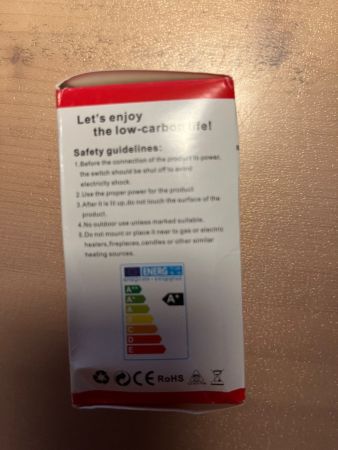 Let's enjoy
the low-carbon life!
Safety guidelines:
1.Before the connection of the product to power,
the switch should be shut off to avoid
electricity shock.
2. Use the proper power for the product
3.After it is lit up,do not touch the surface of the
product.
4.No outdoor use unless marked suitable.
5.Do not mount or place it near to gas or electric
heaters,fireplaces,candles or other similar
heating sources.
ENERG
A++
A+
A
B
C
D
E
A+
CE RoHS